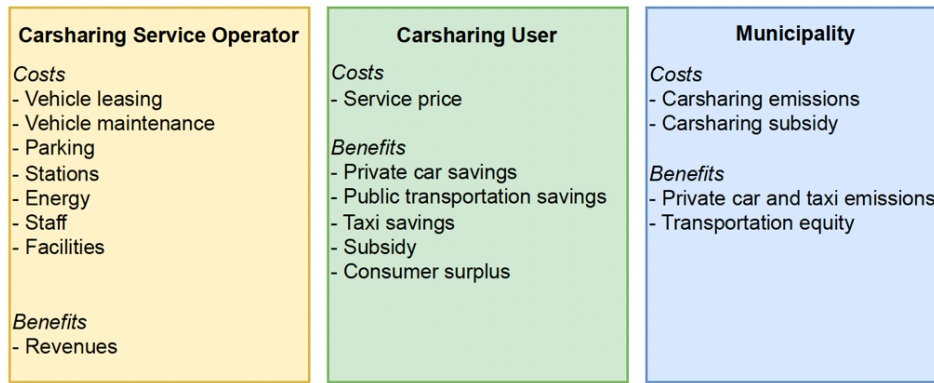 Carsharing Service Operator
Costs
- Vehicle leasing
- Vehicle maintenance
- Parking
- Stations
- Energy
- Staff
- Facilities
Benefits
- Revenues
Carsharing User
Costs
- Service price
Benefits
- Private car savings
- Public transportation savings
- Taxi savings
- Subsidy
- Consumer surplus
Municipality
Costs
- Carsharing emissions
- Carsharing subsidy
Benefits
- Private car and taxi emissions
- Transportation equity